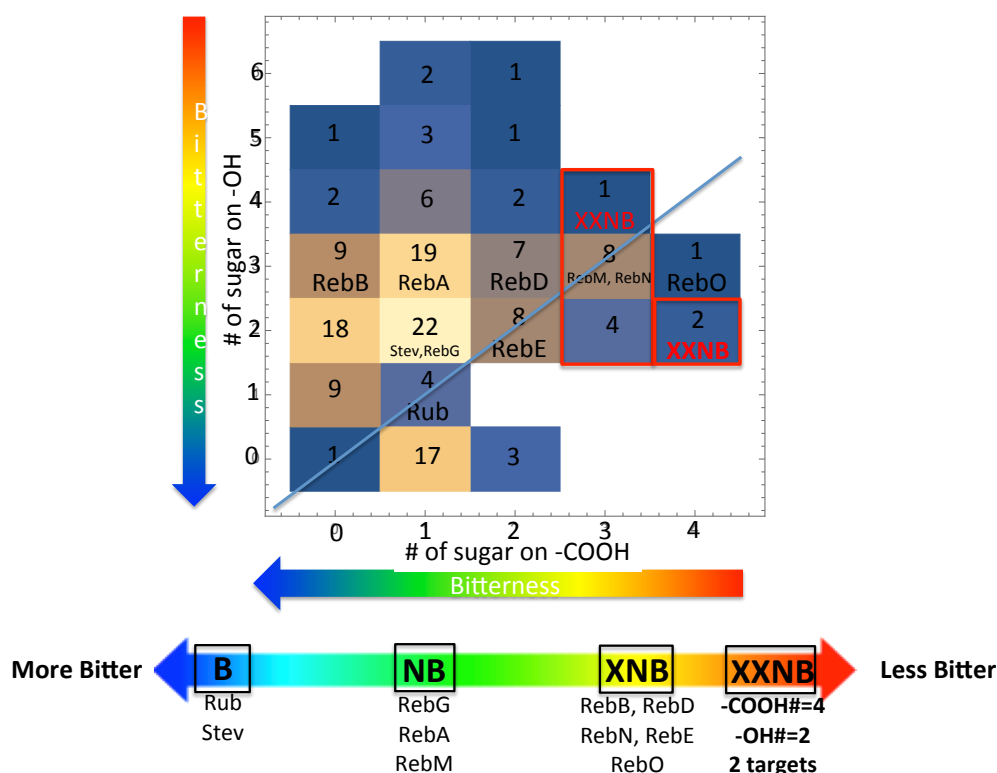 Bitterness
# of sugar on -OH
6
2
1
5
1
3
1
4
2
6
2
1
XXNB
3
9
19
7
8
1
RebB
RebA
RebD
RebM, RebN
RebO
2
18
22
8
4
2
Stev,RebG
RebE
XXNB
1
9
4
Rub
0
1
17
3
0
1
2
3
4
# of sugar on -COOH
Bitterness
More Bitter
B
NB
XNB
XXNB
Less Bitter
Rub
Stev
RebG
RebA
RebM
RebB, RebD
RebN, RebE
RebO
-COOH#=4
-OH#=2
2 targets